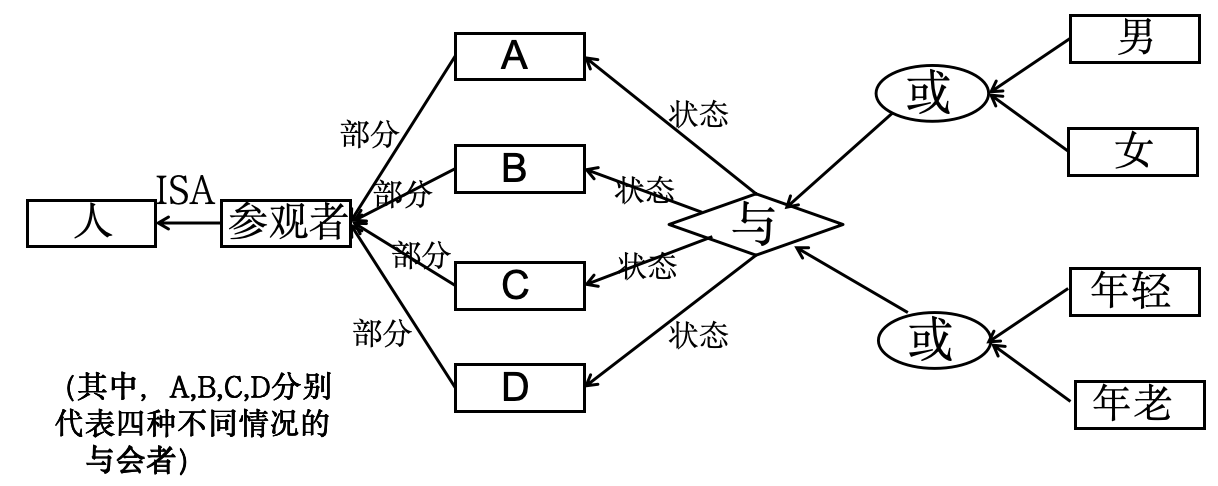 A
男
或
状态
部分
女
B
ISA
部分
状态
人
参观者
与
部分
状态
C
年轻
部分
状态
或
D
年老
（其中，A,B,C,D分别
代表四种不同情况的
与会者）